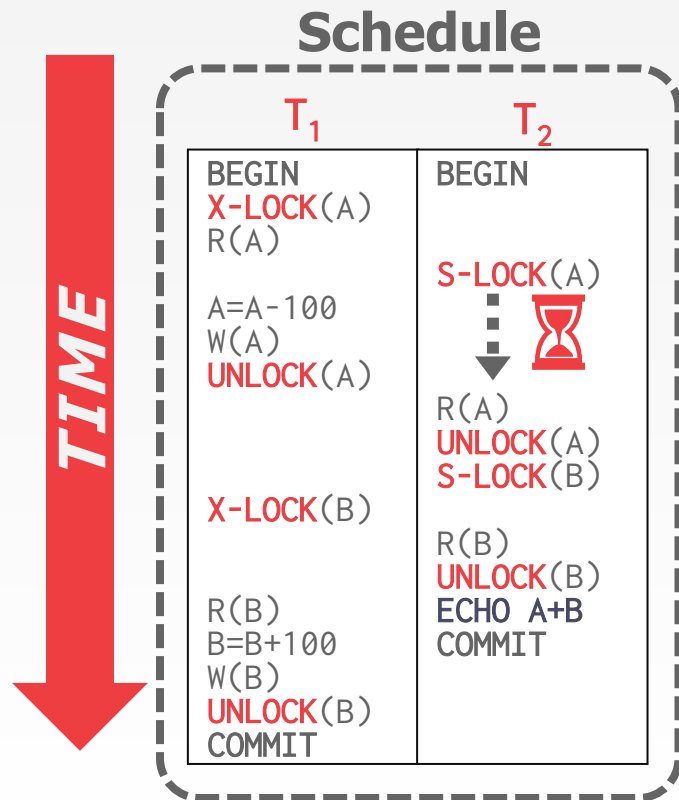 Schedule
TIME
T1
BEGIN
X-LOCK(A)
R(A)
A=A-100
W(A)
UNLOCK(A)
X-LOCK(B)
R(B)
B=B+100
W(B)
UNLOCK(B)
COMMIT
T2
BEGIN
S-LOCK(A)
R(A)
UNLOCK(A)
S-LOCK(B)
R(B)
UNLOCK(B)
ECHO A+B
COMMIT